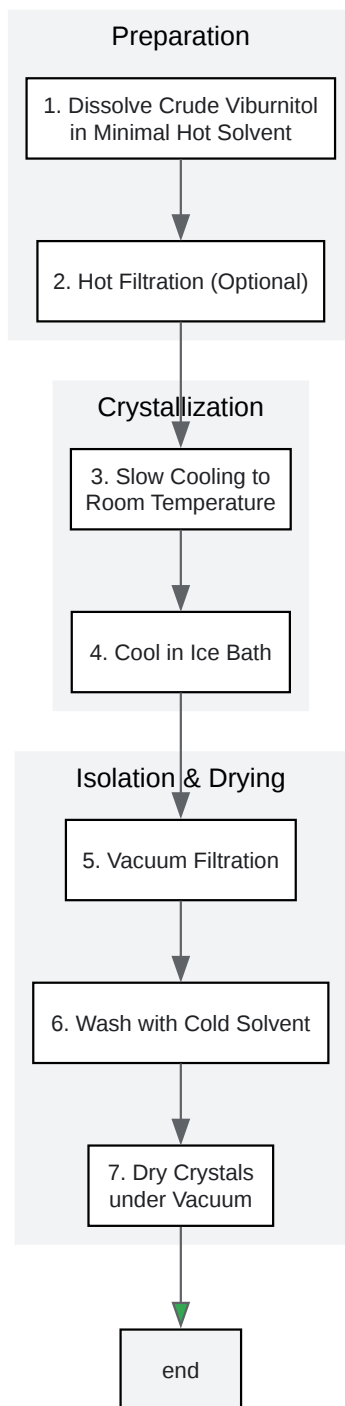 Preparation
1. Dissolve Crude Viburnitol
in Minimal Hot Solvent
2. Hot Filtration (Optional)
Crystallization
3. Slow Cooling to
Room Temperature
4. Cool in Ice Bath
Isolation & Drying
5. Vacuum Filtration
6. Wash with Cold Solvent
7. Dry Crystals
under Vacuum
end